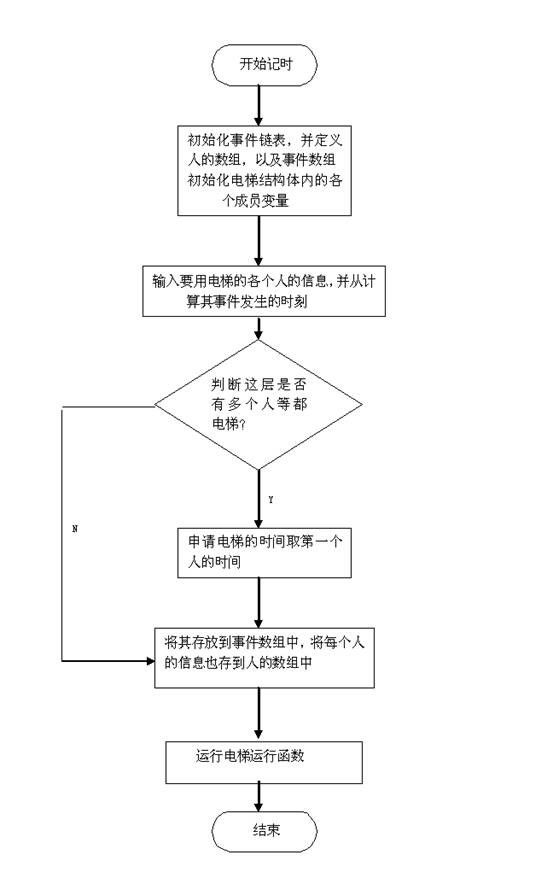 开始记时
初始化事件链表，并定义
人的数组，以及事件数组
初始化电梯结构体内的各
个成员变量
输入要用电梯的各个人的信息，并从计
算其事件发生的时刻
判断这层是否
有多个人等都
电梯？
Y
N
申请电梯的时间取第一个
人的时间
将其存放到事件数组中，将每个人
的信息也存到人的数组中
运行电梯运行函数
结束